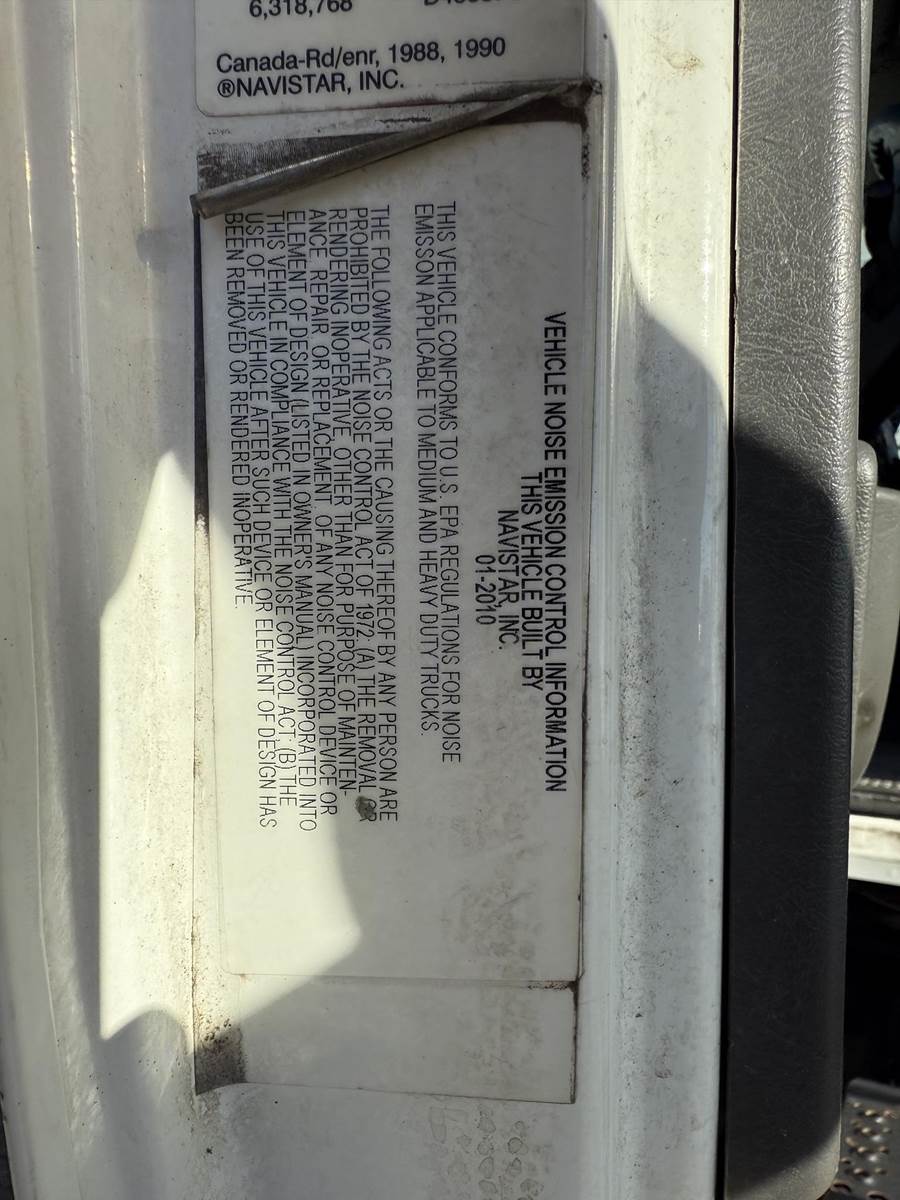 6,318,768
Canada-Rd/enr, 1988, 1990
®NAVISTAR, INC.
VEHICLE NOISE EMISSION CONTROL INFORMATION
THIS VEHICLE BUILT BY
NAVISTAR, INC.
01-2010
THIS VEHICLE CONFORMS TO U.S. EPA REGULATIONS FOR NOISE
EMISSON APPLICABLE TO MEDIUM AND HEAVY DUTY TRUCKS.
THE FOLLOWING ACTS OR THE CAUSING THEREOF BY ANY PERSON ARE
PROHIBITED BY THE NOISE CONTROL ACT OF 1972: (A) THE REMOVAL OR
RENDERING INOPERATIVE, OTHER THAN FOR PURPOSE OF MAINTEN-
ANCE, REPAIR, OR REPLACEMENT, OF ANY NOISE CONTROL DEVICE OR
ELEMENT OF DESIGN (LISTED IN OWNER'S MANUAL) INCORPORATED INTO
THIS VEHICLE IN COMPLIANCE WITH THE NOISE CONTROL ACT: (B) THE
USE OF THIS VEHICLE AFTER SUCH DEVICE OR ELEMENT OF DESIGN HAS
BEEN REMOVED OR RENDERED INOPERATIVE.